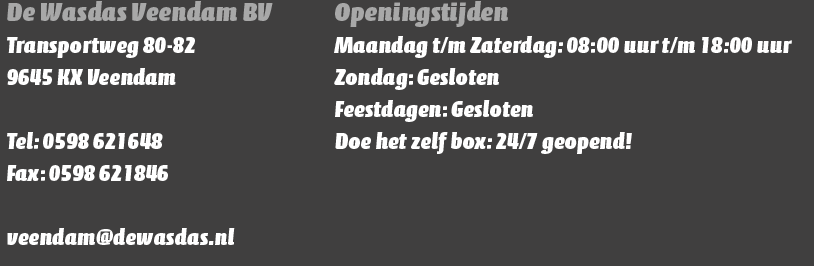 De Wasdas Veendam BV
Transportweg 80-82
9645 KX Veendam
Tel: 0598 621648
Fax: 0598 621846
veendam@dewasdas.nl
Openingstijden
Maandag t/m Zaterdag: 08:00 uur t/m 18:00 uur
Zondag: Gesloten
Feestdagen: Gesloten
Doe het zelf box: 24/7 geopend!